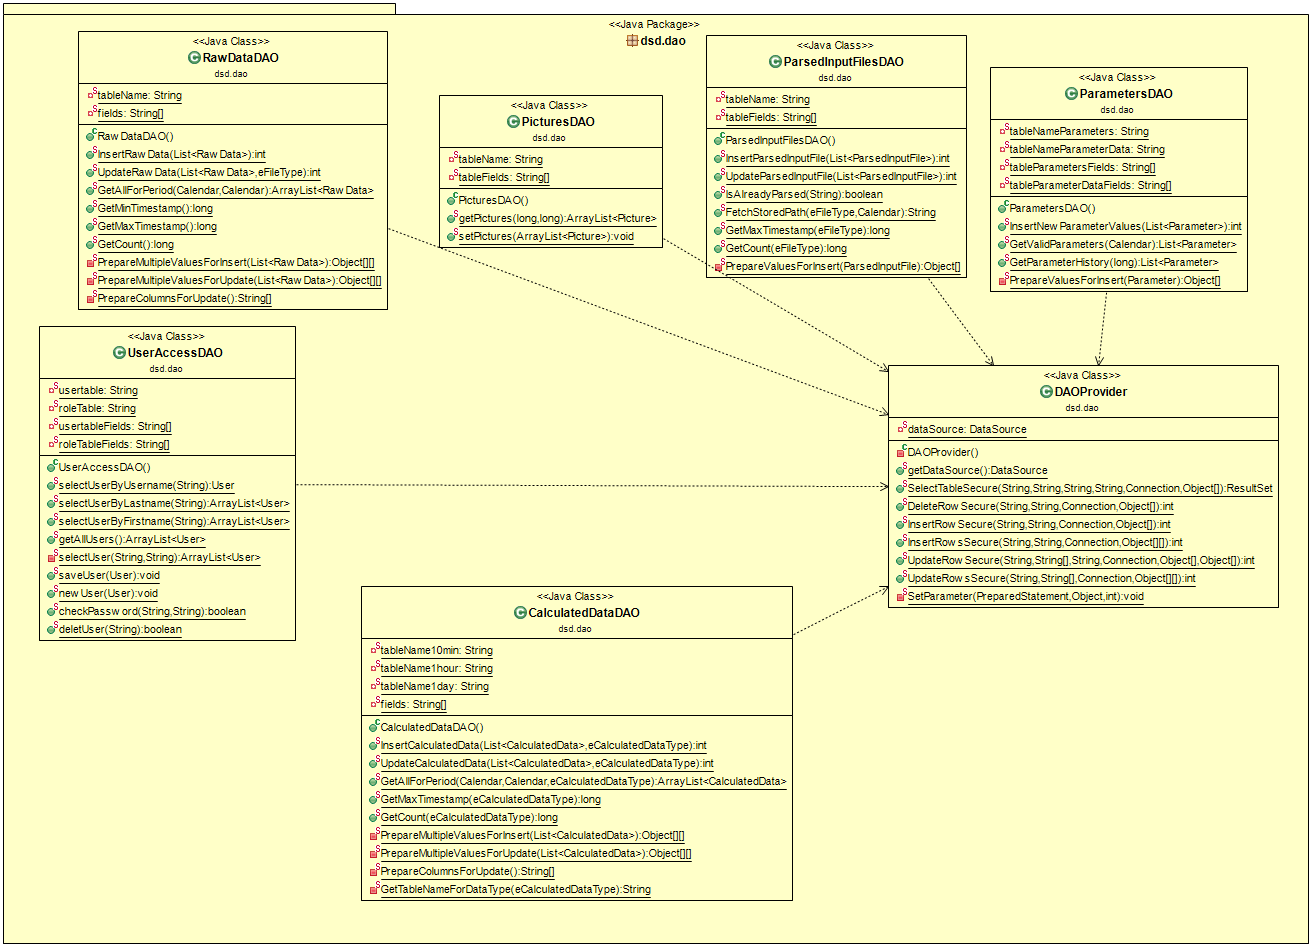 <<Java Package>>
dsd.dao
<<Java Class>>
RawDataDAO
dsd.dao
tableName: String
fields: String[]
RawDataDAO()
InsertRawData(List<RawData>):int
UpdateRawData(List<RawData>,eFileType):int
GetAllForPeriod(Calendar,Calendar):ArrayList<RawData>
GetMinTimestamp():long
GetMaxTimestamp():long
GetCount():long
PrepareMultipleValuesForInsert(List<RawData>):Object[][]
PrepareMultipleValuesForUpdate(List<RawData>):Object[][]
PrepareColumnsForUpdate():String[]
<<Java Class>>
PicturesDAO
dsd.dao
tableName: String
tableFields: String[]
PicturesDAO()
getPictures(long,long):ArrayList<Picture>
setPictures(ArrayList<Picture>):void
<<Java Class>>
ParsedInputFilesDAO
dsd.dao
tableName: String
tableFields: String[]
ParsedInputFilesDAO()
InsertParsedInputFile(List<ParsedInputFile>):int
UpdateParsedInputFile(List<ParsedInputFile>):int
IsAlreadyParsed(String):boolean
FetchStoredPath(eFileType,Calendar):String
GetMaxTimestamp(eFileType):long
GetCount(eFileType):long
PrepareValuesForInsert(ParsedInputFile):Object[]
<<Java Class>>
ParametersDAO
dsd.dao
tableNameParameters: String
tableNameParameterData: String
tableParametersFields: String[]
tableParameterDataFields: String[]
ParametersDAO()
InsertNewParameterValues(List<Parameter>):int
GetValidParameters(Calendar):List<Parameter>
GetParameterHistory(long):List<Parameter>
PrepareValuesForInsert(Parameter):Object[]
<<Java Class>>
UserAccessDAO
dsd.dao
usertable: String
roleTable: String
usertableFields: String[]
roleTableFields: String[]
UserAccessDAO()
selectUserByUsername(String):User
selectUserByLastname(String):ArrayList<User>
selectUserByFirstname(String):ArrayList<User>
getAllUsers():ArrayList<User>
selectUser(String,String):ArrayList<User>
saveUser(User):void
newUser(User):void
checkPassword(String,String):boolean
deletUser(String):boolean
<<Java Class>>
DAOProvider
dsd.dao
dataSource: DataSource
DAOProvider()
getDataSource():DataSource
SelectTableSecure(String,String,String,String,Connection,Object[]):ResultSet
DeleteRowSecure(String,String,Connection,Object[]):int
InsertRowSecure(String,String,Connection,Object[]):int
InsertRowsSecure(String,String,Connection,Object[][]):int
UpdateRowSecure(String,String[],String,Connection,Object[],Object[]):int
UpdateRowsSecure(String,String[],Connection,Object[][]):int
SetParameter(PreparedStatement,Object,int):void
<<Java Class>>
CalculatedDataDAO
dsd.dao
tableName10min: String
tableName1hour: String
tableName1day: String
fields: String[]
CalculatedDataDAO()
InsertCalculatedData(List<CalculatedData>,eCalculatedDataType):int
UpdateCalculatedData(List<CalculatedData>,eCalculatedDataType):int
GetAllForPeriod(Calendar,Calendar,eCalculatedDataType):ArrayList<CalculatedData>
GetMaxTimestamp(eCalculatedDataType):long
GetCount(eCalculatedDataType):long
PrepareMultipleValuesForInsert(List<CalculatedData>):Object[][]
PrepareMultipleValuesForUpdate(List<CalculatedData>):Object[][]
PrepareColumnsForUpdate():String[]
GetTableNameForDataType(eCalculatedDataType):String